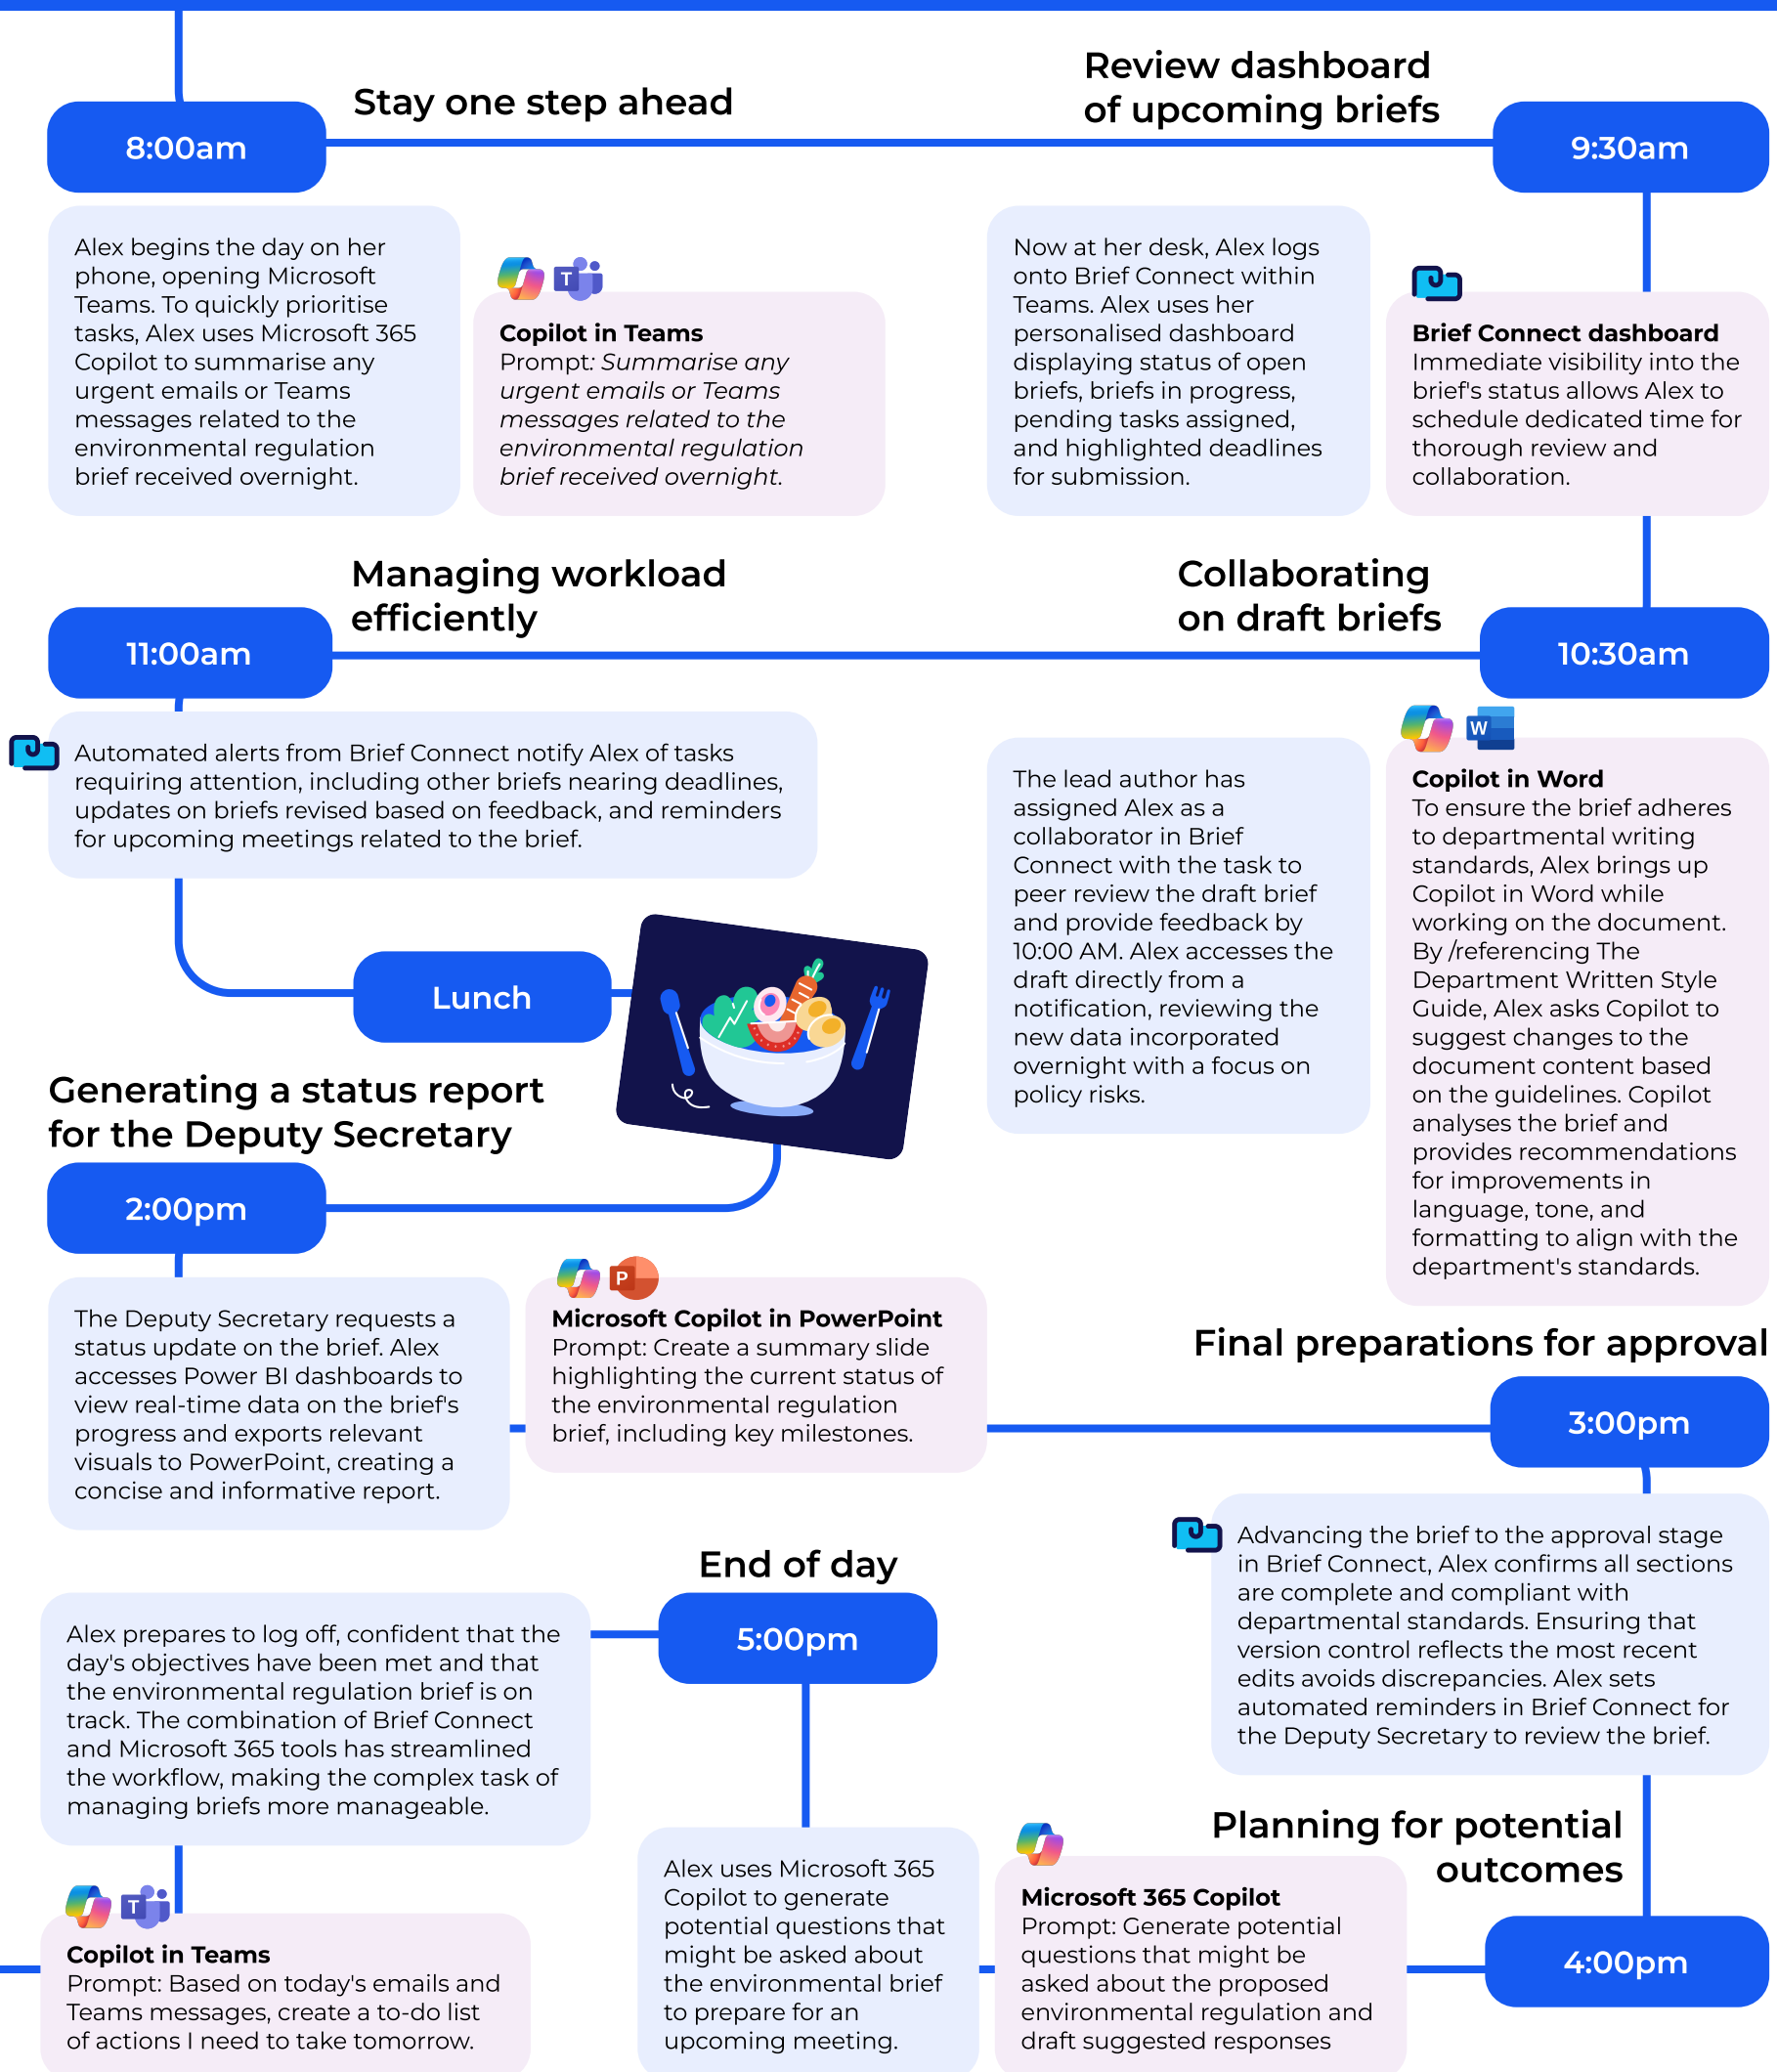 Stay one step ahead
8:00am
Alex begins the day on her
phone, opening Microsoft
Teams. To quickly prioritise
tasks, Alex uses Microsoft 365
Copilot to summarise any
urgent emails or Teams
messages related to the
environmental regulation
brief received overnight.
T
Copilot in Teams
Prompt: Summarise any
urgent emails or Teams
messages related to the
environmental regulation
brief received overnight.
Review dashboard
of upcoming briefs
9:30am
Now at her desk, Alex logs
onto Brief Connect within
Teams. Alex uses her
personalised dashboard
displaying status of open
briefs, briefs in progress,
pending tasks assigned,
and highlighted deadlines
for submission.
Brief Connect dashboard
Immediate visibility into the
brief's status allows Alex to
schedule dedicated time for
thorough review and
collaboration.
Collaborating
on draft briefs
10:30am
The lead author has
assigned Alex as a
collaborator in Brief
Connect with the task to
peer review the draft brief
and provide feedback by
10:00 AM. Alex accesses the
draft directly from a
notification, reviewing the
new data incorporated
overnight with a focus on
policy risks.
W
Copilot in Word
To ensure the brief adheres
to departmental writing
standards, Alex brings up
Copilot in Word while
working on the document.
By /referencing The
Department Written Style
Guide, Alex asks Copilot to
suggest changes to the
document content based
on the guidelines. Copilot
analyses the brief and
provides recommendations
for improvements in
language, tone, and
formatting to align with the
department's standards.
Managing workload
efficiently
11:00am
Automated alerts from Brief Connect notify Alex of tasks
requiring attention, including other briefs nearing deadlines,
updates on briefs revised based on feedback, and reminders
for upcoming meetings related to the brief.
Lunch
Generating a status report
for the Deputy Secretary
2:00pm
The Deputy Secretary requests a
status update on the brief. Alex
accesses Power BI dashboards to
view real-time data on the brief's
progress and exports relevant
visuals to PowerPoint, creating a
concise and informative report.
P
Microsoft Copilot in PowerPoint
Prompt: Create a summary slide
highlighting the current status of
the environmental regulation
brief, including key milestones.
Final preparations for approval
3:00pm
Advancing the brief to the approval stage
in Brief Connect, Alex confirms all sections
are complete and compliant with
departmental standards. Ensuring that
version control reflects the most recent
edits avoids discrepancies. Alex sets
automated reminders in Brief Connect for
the Deputy Secretary to review the brief.
Planning for potential
outcomes
4:00pm
Microsoft 365 Copilot
Prompt: Generate potential
questions that might be
asked about the proposed
environmental regulation and
draft suggested responses
Alex uses Microsoft 365
Copilot to generate
potential questions that
might be asked about
the environmental brief
to prepare for an
upcoming meeting.
End of day
5:00pm
Alex prepares to log off, confident that the
day's objectives have been met and that
the environmental regulation brief is on
track. The combination of Brief Connect
and Microsoft 365 tools has streamlined
the workflow, making the complex task of
managing briefs more manageable.
T
Copilot in Teams
Prompt: Based on today's emails and
Teams messages, create a to-do list
of actions I need to take tomorrow.